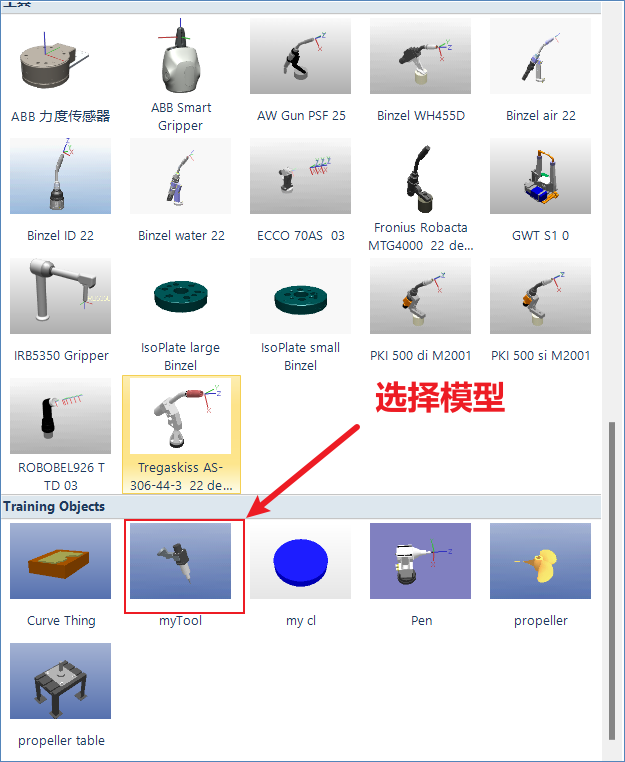 ABB 力度传感器
ABB Smart
Gripper
AW Gun PSF 25
Binzel WH455D
Binzel air 22
Binzel ID 22
Binzel water 22
ECCO 70AS  03
Fronius Robacta
MTG4000  22 de...
GWT S1 0
IRB5350 Gripper
IsoPlate large
Binzel
IsoPlate small
Binzel
PKI 500 di M2001
PKI 500 si M2001
选择模型
ROBOBEL926 T
TD 03
Tregaskiss AS-
306-44-3  22 de...
Training Objects
Curve Thing
myTool
my cl
Pen
propeller
propeller table